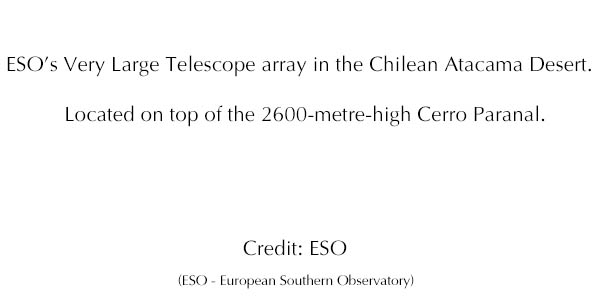 ESO’s Very Large Telescope array in the Chilean Atacama Desert.
Located on top of the 2600-metre-high Cerro Paranal.
Credit: ESO
(ESO - European Southern Observatory)